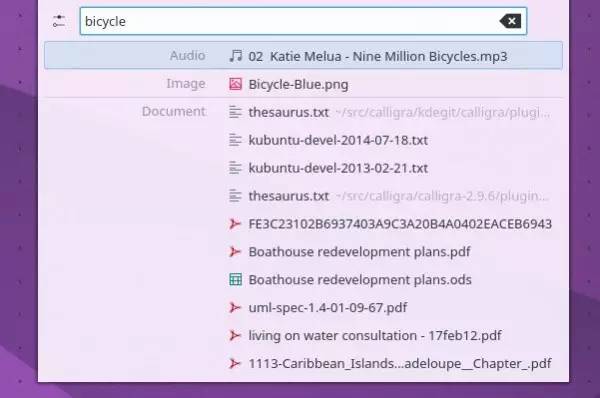 bicycle
Audio 02 Katie Melua - Nine Million Bicycles.mp3
Image Bicycle-Blue.png
Document thesaurus.txt ~/src/calligra/kdegit/calligra/plugi...
kubuntu-devel-2014-07-18.txt
kubuntu-devel-2013-02-21.txt
thesaurus.txt ~/src/calligra/calligra-2.9.6/plugin...
FE3C23102B6937403A9C3A20B4A0402EACEB6943
Boathouse redevelopment plans.pdf
Boathouse redevelopment plans.ods
uml-spec-1.4-01-09-67.pdf
living on water consultation - 17feb12.pdf
1113-Caribbean_Islands...adeloupe__Chapter_.pdf